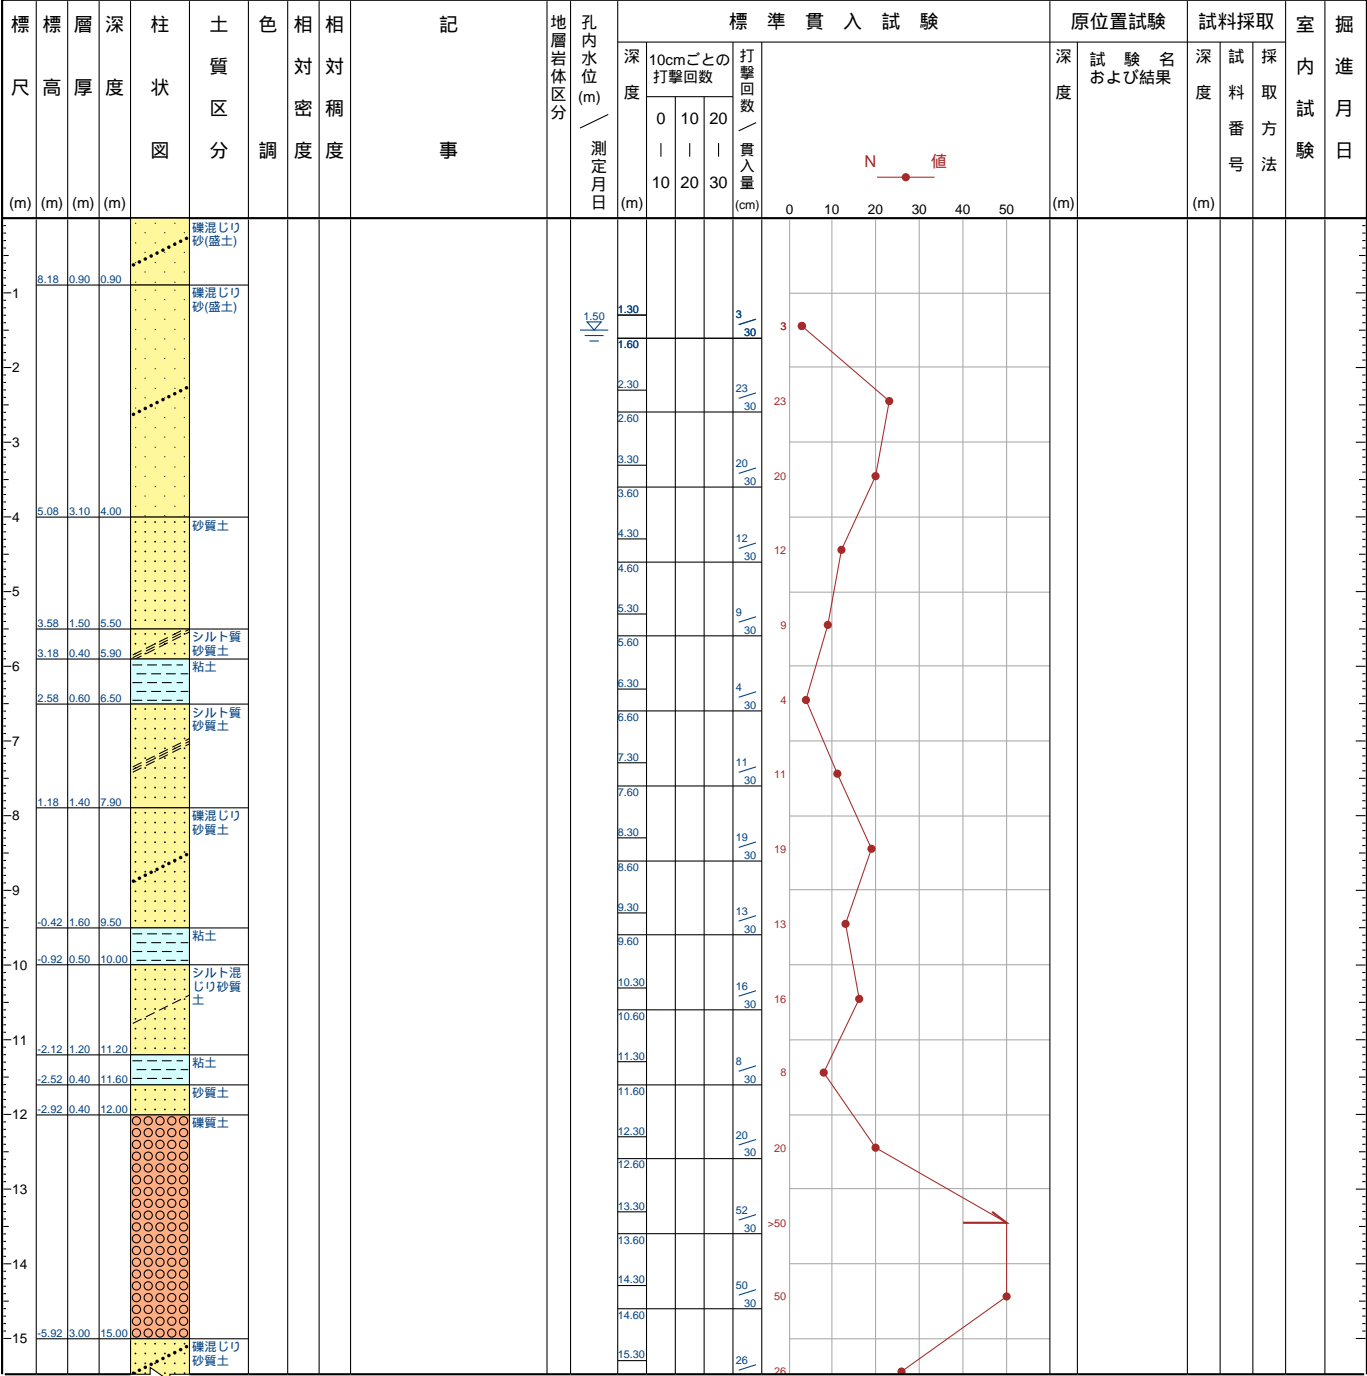 標尺 (m)
標高 (m)
層厚 (m)
深度 (m)
柱状図
土質区分
色調
相対密度
相対稠度
記事
地層岩体区分
孔内水位(m)/測定月日
標準貫入試験
深度 (m)
10cmごとの
打撃回数
0 10 20
| | |
10 20 30
打撃回数/貫入量 (cm)
N 値
0 10 20 30 40 50
原位置試験
深度 (m)
試験名
および結果
試料採取
深度 (m)
試料番号
採取方法
室内試験
掘進月日
礫混じり
砂(盛土)
8.18 0.90 0.90
礫混じり
砂(盛土)
1
1.50
1.30 3/30 3
1.60
2
2.30 23/30 23
2.60
3
3.30 20/30 20
3.60
5.08 3.10 4.00
4
砂質土
4.30 12/30 12
4.60
5
5.30 9/30 9
3.58 1.50 5.50
5.60
シルト質
砂質土
3.18 0.40 5.90
6
粘土
6.30 4/30 4
2.58 0.60 6.50
6.60
シルト質
砂質土
7
7.30 11/30 11
7.60
1.18 1.40 7.90
8
礫混じり
砂質土
8.30 19/30 19
8.60
9
9.30 13/30 13
-0.42 1.60 9.50
9.60
粘土
-0.92 0.50 10.00
10
シルト混
じり砂質
土
10.30 16/30 16
10.60
11
-2.12 1.20 11.20
粘土
11.30 8/30 8
-2.52 0.40 11.60
11.60
砂質土
-2.92 0.40 12.00
12
礫質土
12.30 20/30 20
12.60
13
13.30 52/30 >50
13.60
14
14.30 50/30 50
14.60
-5.92 3.00 15.00
15
礫混じり
砂質土
15.30 26/ 26